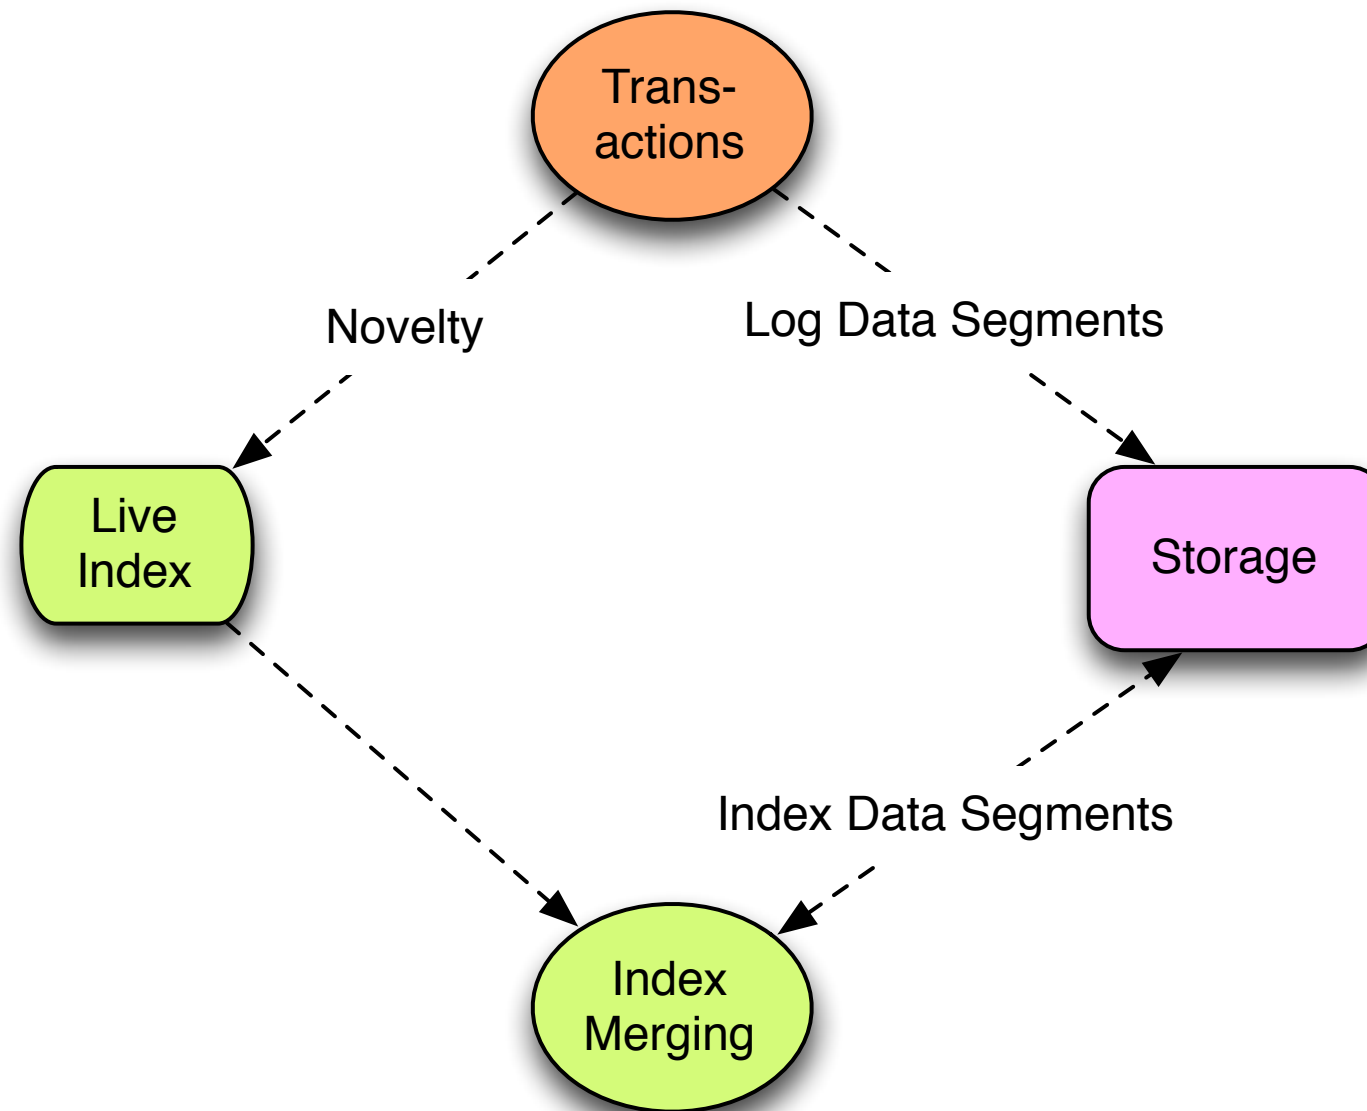 Trans-
actions
Novelty
Log Data Segments
Live
Index
Storage
Index Data Segments
Index
Merging